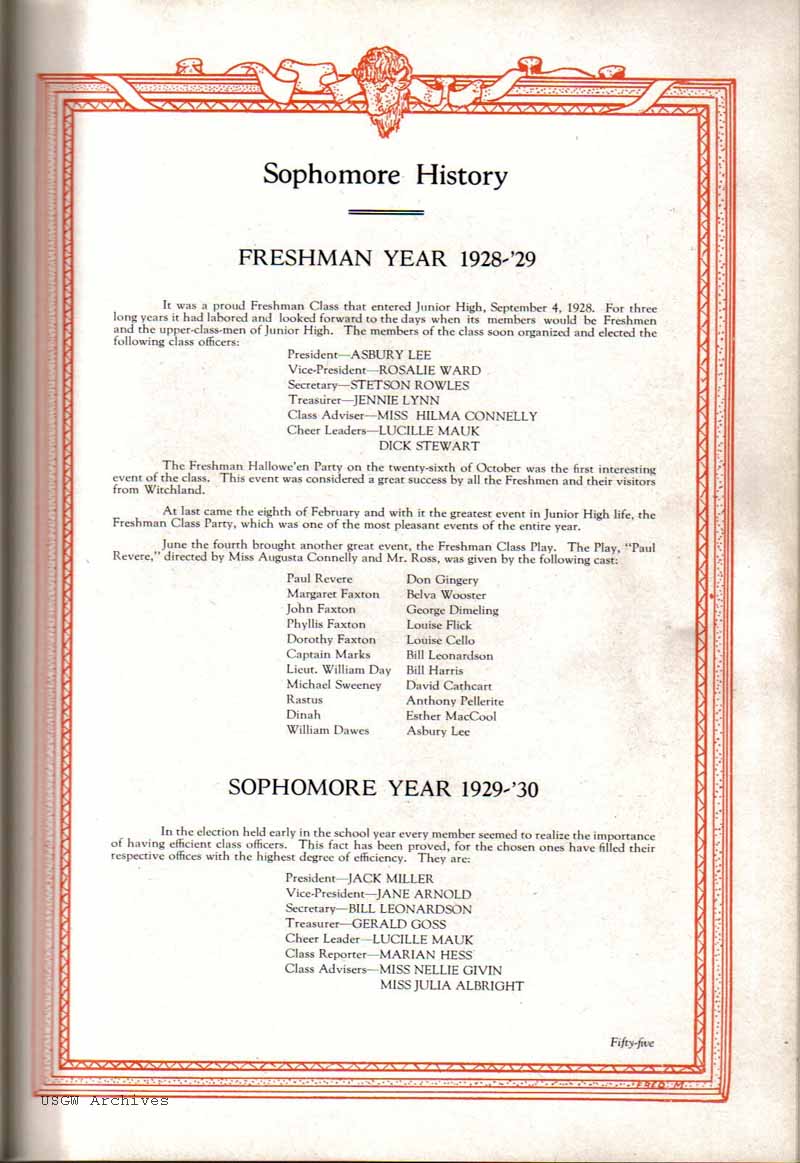 Sophomore History
FRESHMAN YEAR 1928-'29
It was a proud Freshman Class that entered Junior High, September 4, 1928. For three
long years it had labored and looked forward to the days when its members would be Freshmen
and the upper-class-men of Junior High. The members of the class soon organized and elected the
following class officers:
President—ASBURY LEE
Vice-President—ROSALIE WARD
Secretary—STETSON ROWLES
Treasurer—JENNIE LYNN
Class Adviser—MISS HILMA CONNELLY
Cheer Leaders—LUCILLE MAUK
DICK STEWART
The Freshman Hallowe'en Party on the twenty-sixth of October was the first interesting
event of the class. This event was considered a great success by all the Freshmen and their visitors
from Witchland.
At last came the eighth of February and with it the greatest event in Junior High life, the
Freshman Class Party, which was one of the most pleasant events of the entire year.
June the fourth brought another great event, the Freshman Class Play. The Play, "Paul
Revere," directed by Miss Augusta Connelly and Mr. Ross, was given by the following cast:
Paul Revere Don Gingery
Margaret Faxton Belva Wooster
John Faxton George Dimeling
Phyllis Faxton Louise Flick
Dorothy Faxton Louise Cello
Captain Marks Bill Leonardson
Lieut. William Day Bill Harris
Michael Sweeney David Cathcart
Rastus Anthony Pellerite
Dinah Esther MacCool
William Dawes Asbury Lee
SOPHOMORE YEAR 1929-'30
In the election held early in the school year every member seemed to realize the importance
of having efficient class officers. This fact has been proved, for the chosen ones have filled their
respective offices with the highest degree of efficiency. They are:
President—JACK MILLER
Vice-President—JANE ARNOLD
Secretary—BILL LEONARDSON
Treasurer—GERALD GOSS
Cheer Leader—LUCILLE MAUK
Class Reporter—MARIAN HESS
Class Advisers—MISS NELLIE GIVIN
MISS JULIA ALBRIGHT
Fifty-five
FRED M.
USGW Archives